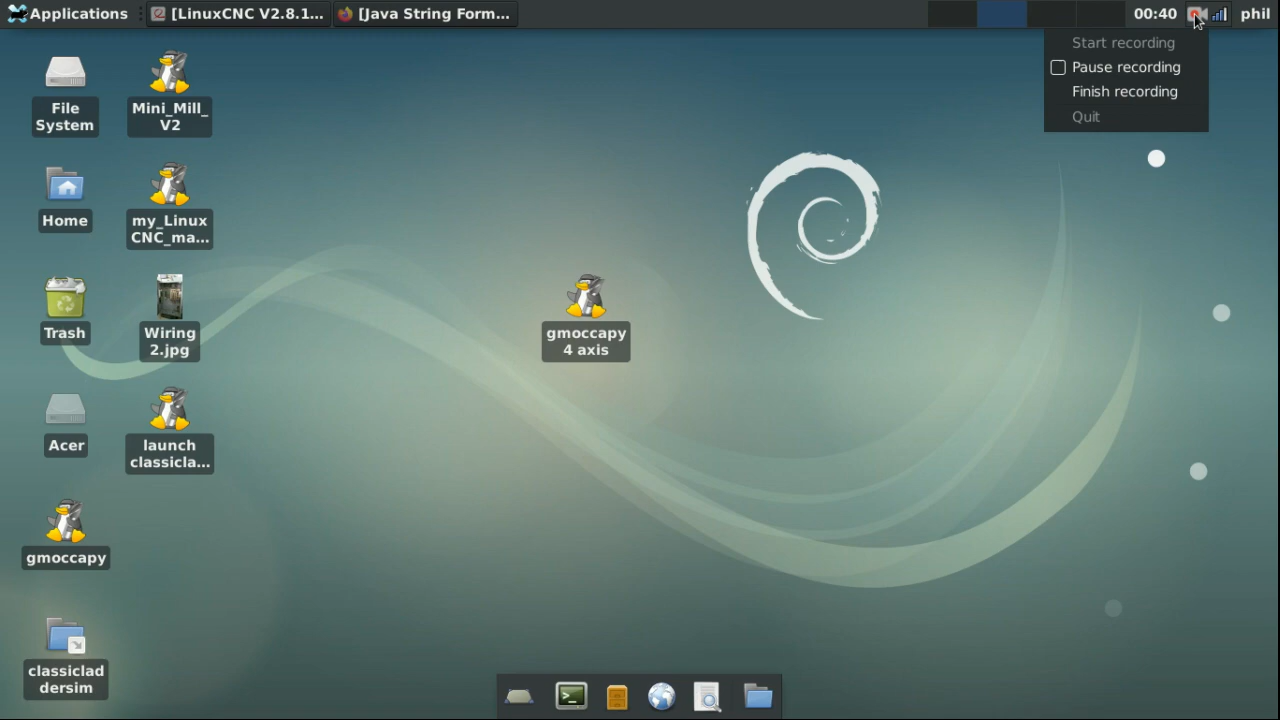 Applications
[LinuxCNC V2.8.1...
[Java String Form...
00:40
phil
Start recording
Pause recording
Finish recording
Quit
File
System
Mini_Mill_
V2
Home
my_Linux
CNC_ma...
Trash
Wiring
2.jpg
gmoccapy
4 axis
Acer
launch
classicla...
gmoccapy
classiclad
dersim